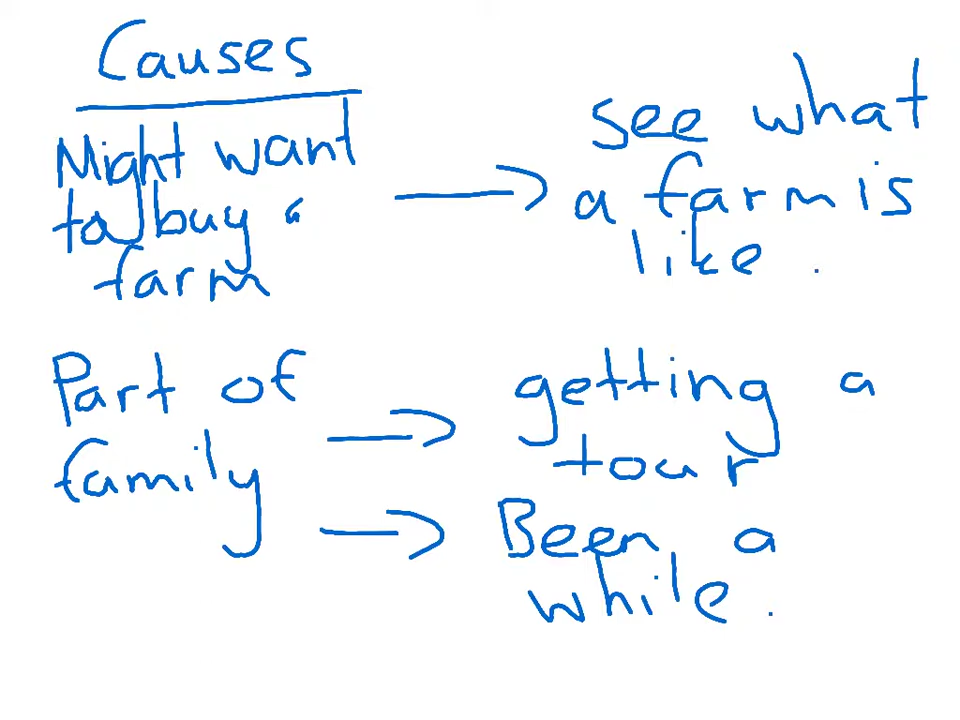 Causes
Might want
to buy a
farm
see what
a farm is
like.
Part of
family
getting a
tour
Been a
while.